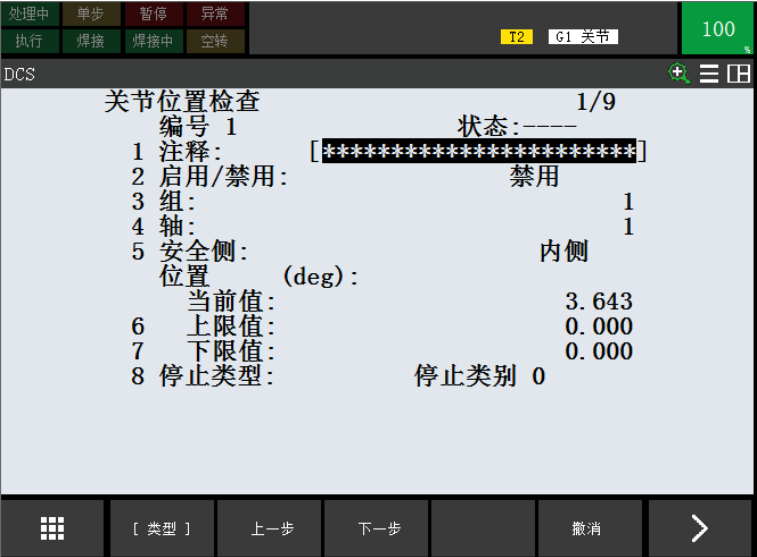 处理中 单步 暂停 异常
执行 焊接 焊接中 空转 T2 G1 关节 100 %
DCS
关节位置检查 1/9
编号 1 状态:----
1 注释: [***********************]
2 启用/禁用: 禁用
3 组: 1
4 轴: 1
5 安全侧: 内侧
位置 (deg):
当前值: 3.643
6 上限值: 0.000
7 下限值: 0.000
8 停止类型: 停止类别 0
[ 类型 ] 上一步 下一步 撤消